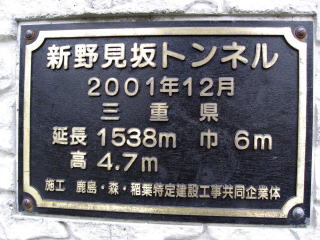 新野見坂トンネル
2001年12月
三重県
延長 1538m 巾 6m
高 4.7m
施工 鹿島・森・稲葉特定建設工事共同企業体